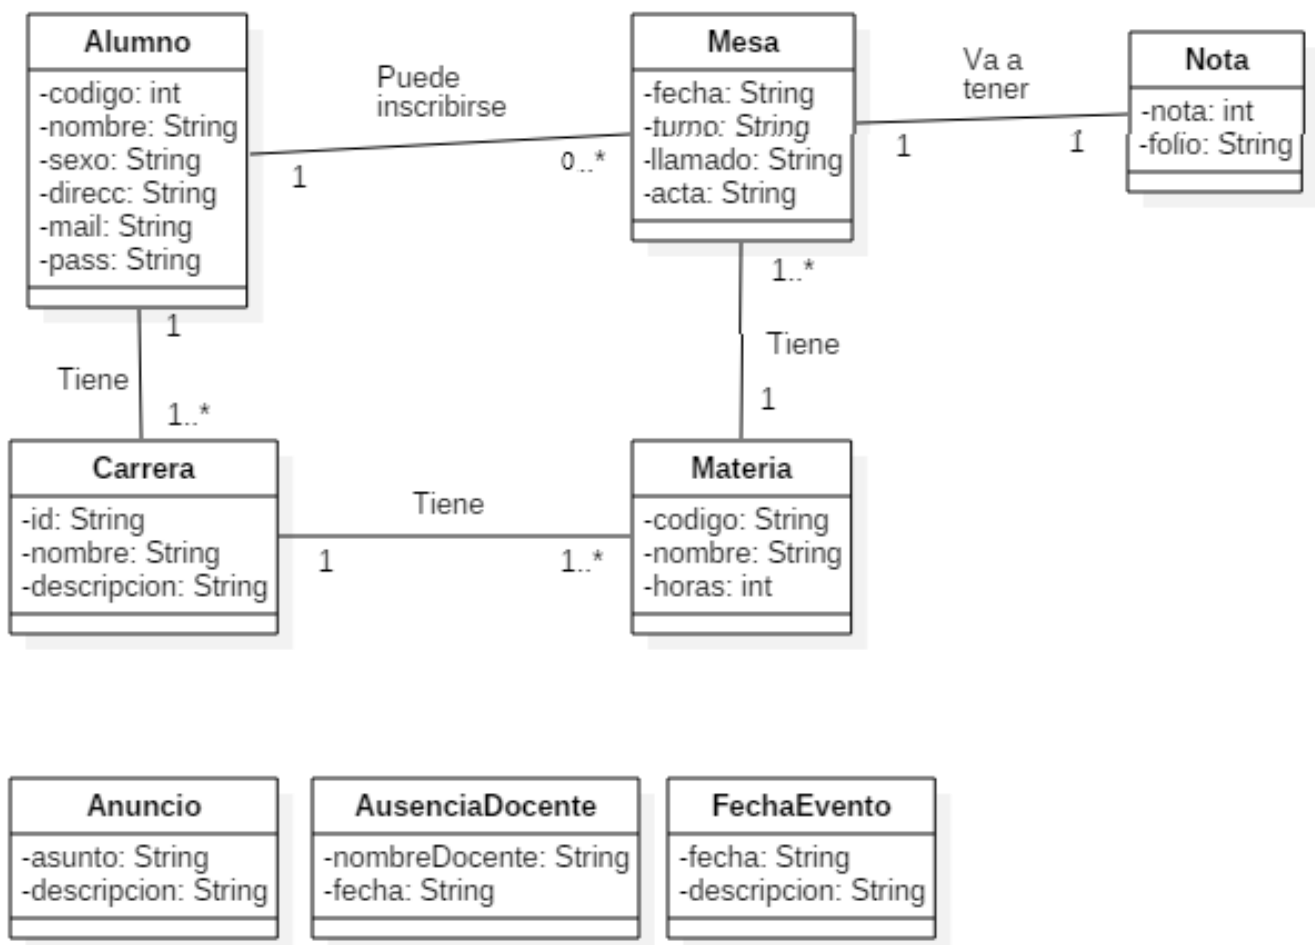 Alumno
-codigo: int
-nombre: String
-sexo: String
-direcc: String
-mail: String
-pass: String
Puede
inscribirse
1
0..*
Mesa
-fecha: String
-turno: String
-llamado: String
-acta: String
Va a
tener
1
1
Nota
-nota: int
-folio: String
1
Tiene
1..*
1..*
Tiene
1
Carrera
-id: String
-nombre: String
-descripcion: String
Tiene
1
1..*
Materia
-codigo: String
-nombre: String
-horas: int
Anuncio
-asunto: String
-descripcion: String
AusenciaDocente
-nombreDocente: String
-fecha: String
FechaEvento
-fecha: String
-descripcion: String